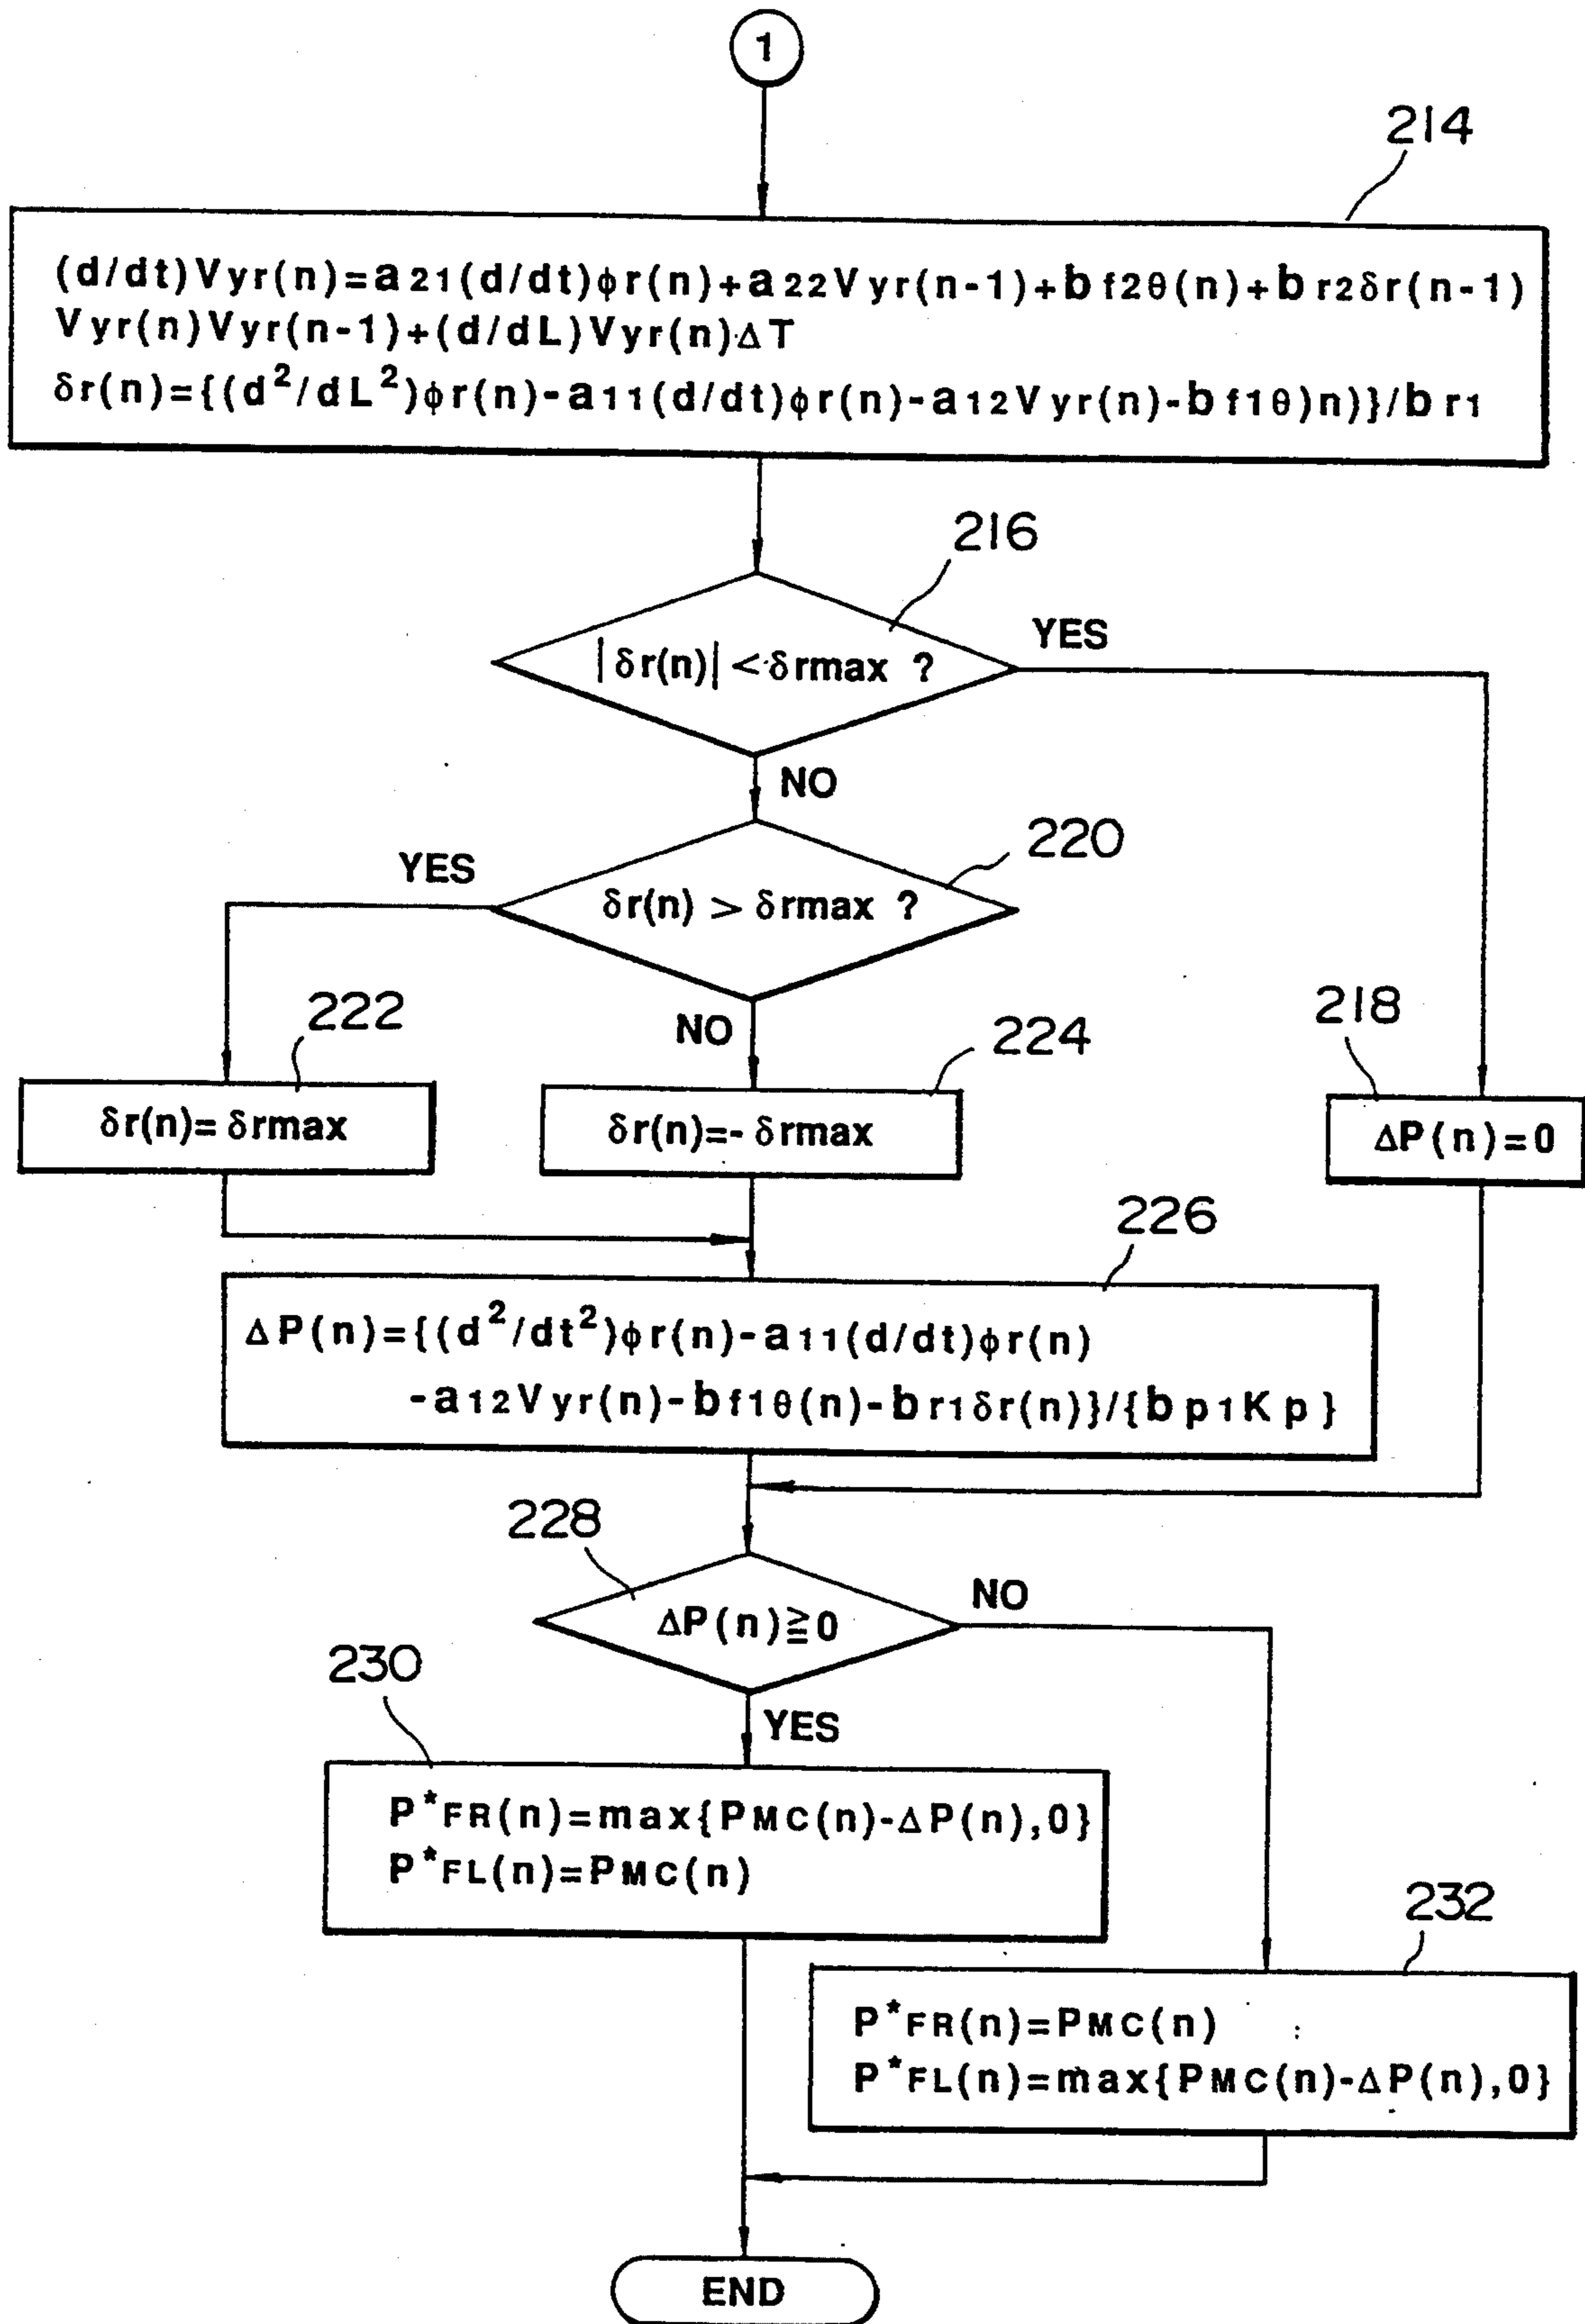 1
214
(d/dt)Vyr(n)=a21(d/dt)φr(n)+a22Vyr(n-1)+bf2θ(n)+br2δr(n-1)
Vyr(n)Vyr(n-1)+(d/dL)Vyr(n)·ΔT
δr(n)={(d²/dL²)φr(n)-a11(d/dt)φr(n)-a12Vyr(n)-bf1θ)n)}/br1
216
|δr(n)|<δrmax ?
YES
NO
220
YES
δr(n) > δrmax ?
NO
222
δr(n)=δrmax
224
δr(n)=-δrmax
218
ΔP(n)=0
226
ΔP(n)={(d²/dt²)φr(n)-a11(d/dt)φr(n)
-a12Vyr(n)-bf1θ(n)-br1δr(n)}/{bp1Kp}
228
ΔP(n)≧0
NO
YES
230
P*FR(n)=max{PMC(n)-ΔP(n),0}
P*FL(n)=PMC(n)
232
P*FR(n)=PMC(n)
P*FL(n)=max{PMC(n)-ΔP(n),0}
END